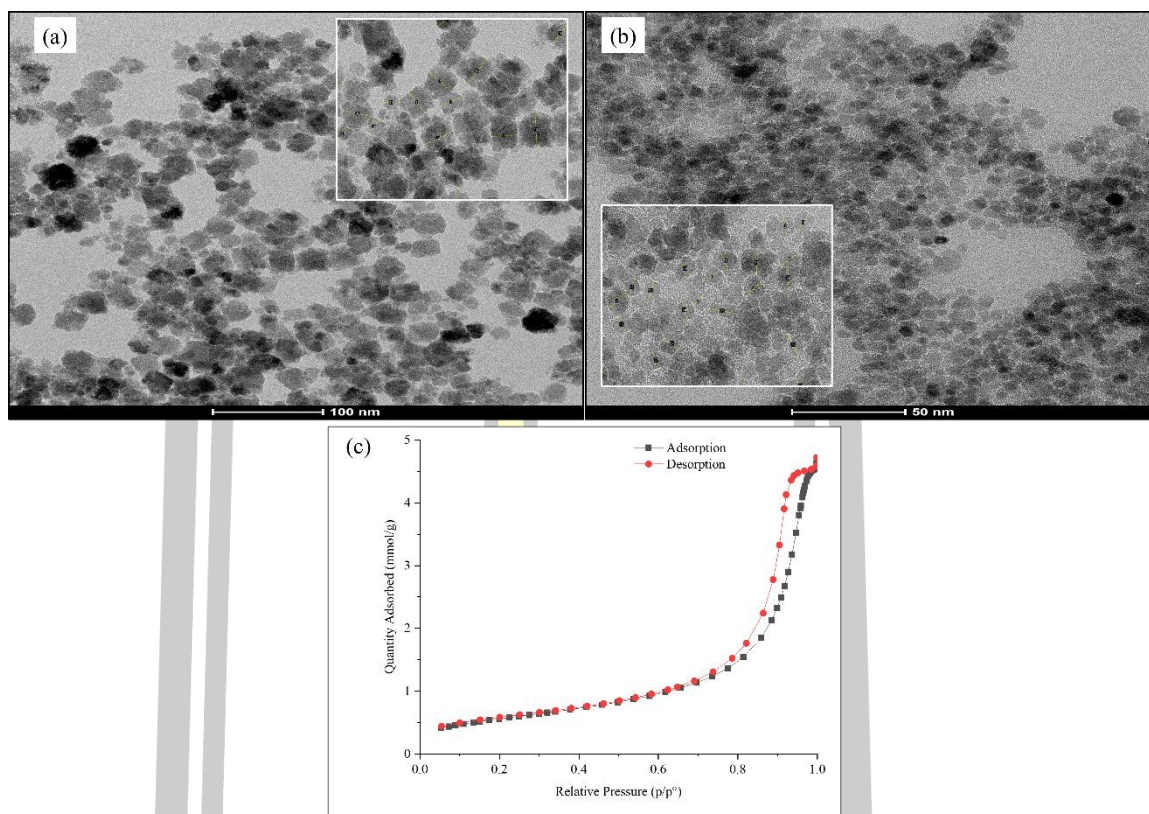 (a)
100 nm
(b)
50 nm
(c)
Adsorption
Desorption
Quantity Adsorbed (mmol/g)
5
4
3
2
1
0
0.0 0.2 0.4 0.6 0.8 1.0
Relative Pressure (p/p°)